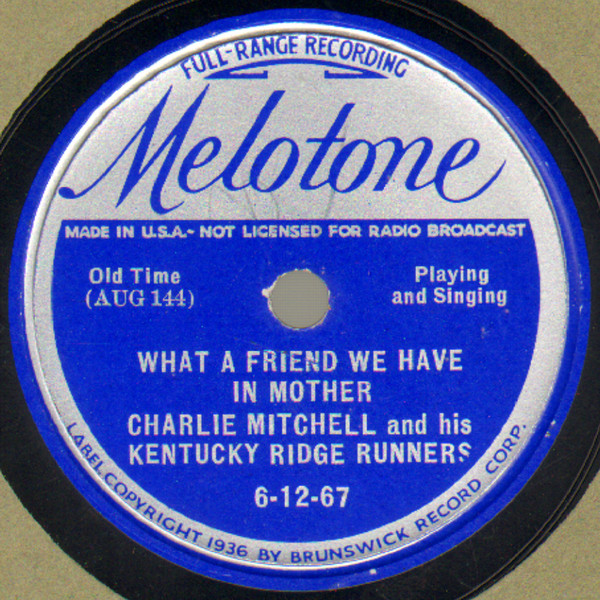 FULL-RANGE RECORDING
Melotone
MADE IN U.S.A.- NOT LICENSED FOR RADIO BROADCAST
Old Time
(AUG 144)
Playing
and Singing
WHAT A FRIEND WE HAVE
IN MOTHER
CHARLIE MITCHELL and his
KENTUCKY RIDGE RUNNERS
6-12-67
LABEL COPYRIGHT 1936 BY BRUNSWICK RECORD CORP.